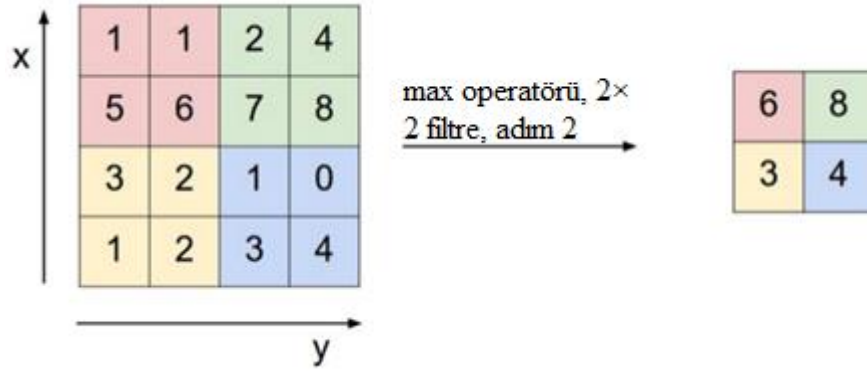 x
1 1 2 4
5 6 7 8
3 2 1 0
1 2 3 4
y
max operatörü, 2×
2 filtre, adım 2
6 8
3 4